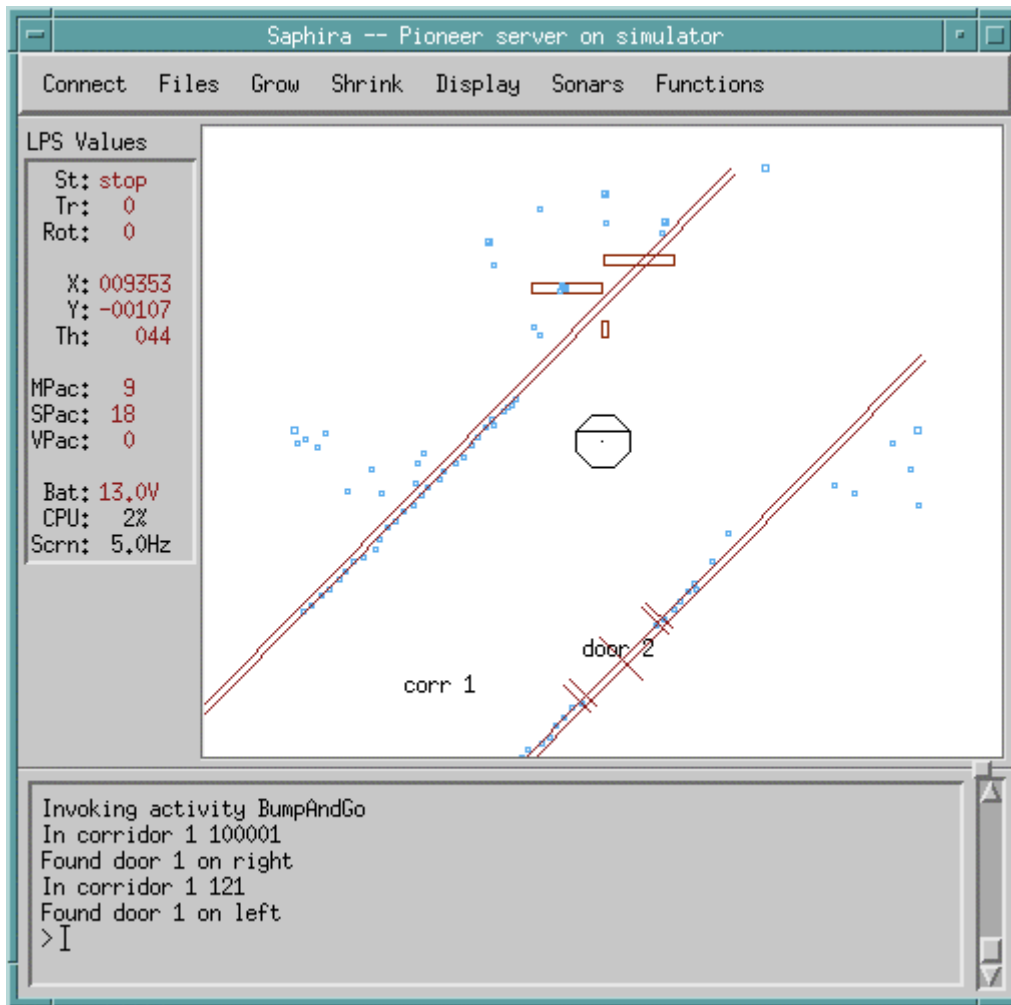 Saphira -- Pioneer server on simulator
Connect Files Grow Shrink Display Sonars Functions
LPS Values
St: stop
Tr: 0
Rot: 0
X: 009353
Y: -00107
Th: 044
MPac: 9
SPac: 18
VPac: 0
Bat: 13.0V
CPU: 2%
Scrn: 5.0Hz
door 2
corr 1
Invoking activity BumpAndGo
In corridor 1 100001
Found door 1 on right
In corridor 1 121
Found door 1 on left
>